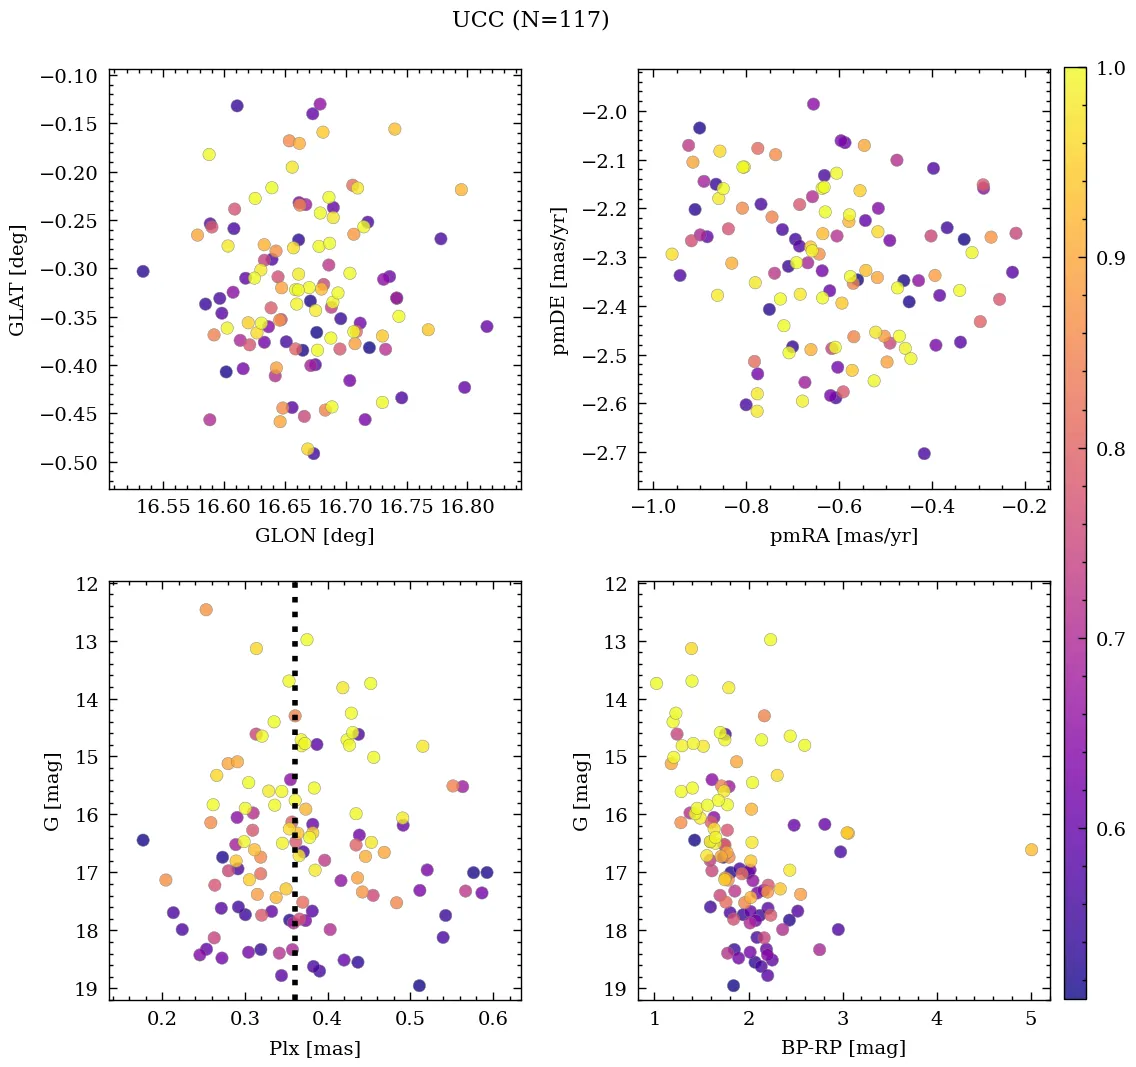 UCC (N=117)
−0.10
−0.15
−0.20
−0.25
−0.30
−0.35
−0.40
−0.45
−0.50
GLAT [deg]
16.55 16.60 16.65 16.70 16.75 16.80
GLON [deg]
−2.0
−2.1
−2.2
−2.3
−2.4
−2.5
−2.6
−2.7
pmDE [mas/yr]
−1.0 −0.8 −0.6 −0.4 −0.2
pmRA [mas/yr]
12
13
14
15
16
17
18
19
G [mag]
0.2 0.3 0.4 0.5 0.6
Plx [mas]
12
13
14
15
16
17
18
19
G [mag]
1 2 3 4 5
BP-RP [mag]
1.0
0.9
0.8
0.7
0.6